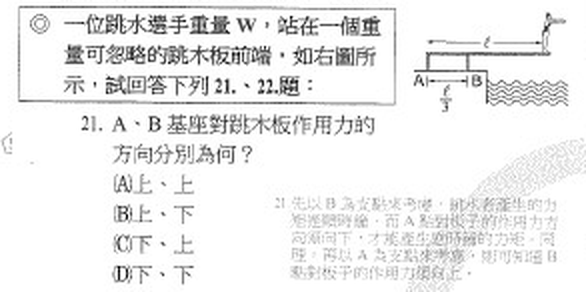 ◎ 一位跳水選手重量 W,站在一個重
量可忽略的跳木板前端,如右圖所
示,試回答下列 21.、22.題:
ℓ
A B
ℓ/3
21. A、B 基座對跳木板作用力的
方向分別為何?
(A)上、上
(B)上、下
(C)下、上
(D)下、下
21. 先以 B 為支點來考慮,跳水者產生的力
矩是順時鐘,而 A 點對板子的作用力方
向須向下,才能產生逆時鐘的力矩。同
理,再以 A 為支點來考慮,則可知道 B
點對板子的作用力須向上。